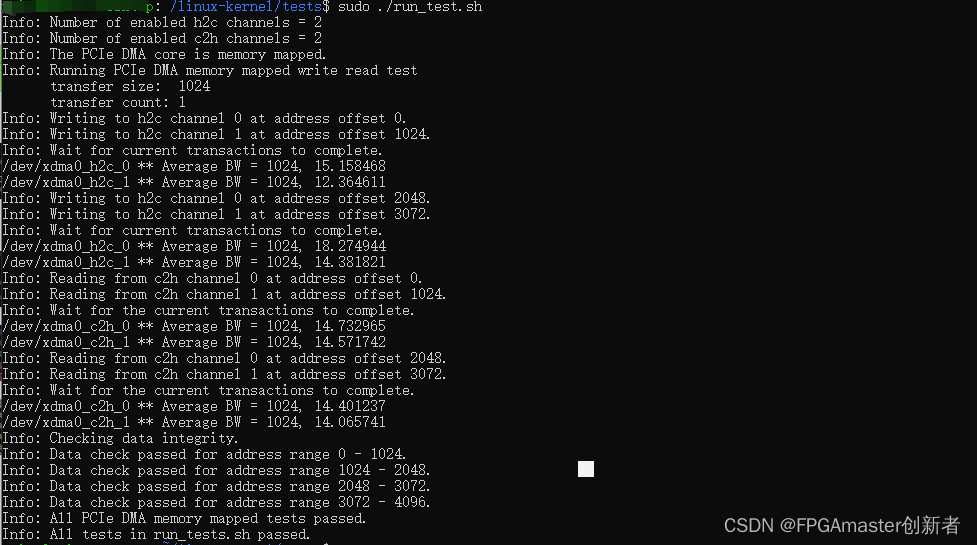 p: /linux-kernel/tests$ sudo ./run_test.sh
Info: Number of enabled h2c channels = 2
Info: Number of enabled c2h channels = 2
Info: The PCIe DMA core is memory mapped.
Info: Running PCIe DMA memory mapped write read test
transfer size:  1024
transfer count: 1
Info: Writing to h2c channel 0 at address offset 0.
Info: Writing to h2c channel 1 at address offset 1024.
Info: Wait for current transactions to complete.
/dev/xdma0_h2c_0 ** Average BW = 1024, 15.158468
/dev/xdma0_h2c_1 ** Average BW = 1024, 12.364611
Info: Writing to h2c channel 0 at address offset 2048.
Info: Writing to h2c channel 1 at address offset 3072.
Info: Wait for current transactions to complete.
/dev/xdma0_h2c_0 ** Average BW = 1024, 18.274944
/dev/xdma0_h2c_1 ** Average BW = 1024, 14.381821
Info: Reading from c2h channel 0 at address offset 0.
Info: Reading from c2h channel 1 at address offset 1024.
Info: Wait for the current transactions to complete.
/dev/xdma0_c2h_0 ** Average BW = 1024, 14.732965
/dev/xdma0_c2h_1 ** Average BW = 1024, 14.571742
Info: Reading from c2h channel 0 at address offset 2048.
Info: Reading from c2h channel 1 at address offset 3072.
Info: Wait for the current transactions to complete.
/dev/xdma0_c2h_0 ** Average BW = 1024, 14.401237
/dev/xdma0_c2h_1 ** Average BW = 1024, 14.065741
Info: Checking data integrity.
Info: Data check passed for address range 0 - 1024.
Info: Data check passed for address range 1024 - 2048.
Info: Data check passed for address range 2048 - 3072.
Info: Data check passed for address range 3072 - 4096.
Info: All PCIe DMA memory mapped tests passed.
Info: All tests in run_tests.sh passed.
CSDN @FPGAmaster创新者